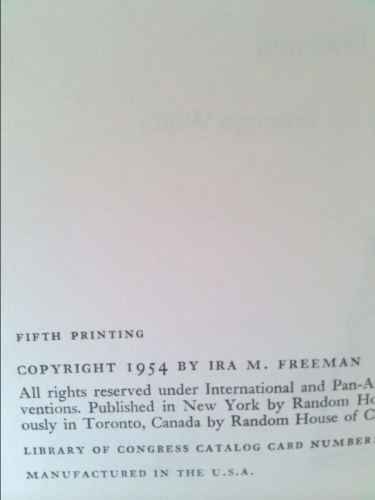 FIFTH PRINTING
COPYRIGHT 1954 BY IRA M. FREEMAN
All rights reserved under International and Pan-A
ventions. Published in New York by Random Ho
ously in Toronto, Canada by Random House of C
LIBRARY OF CONGRESS CATALOG CARD NUMBER:
MANUFACTURED IN THE U.S.A.